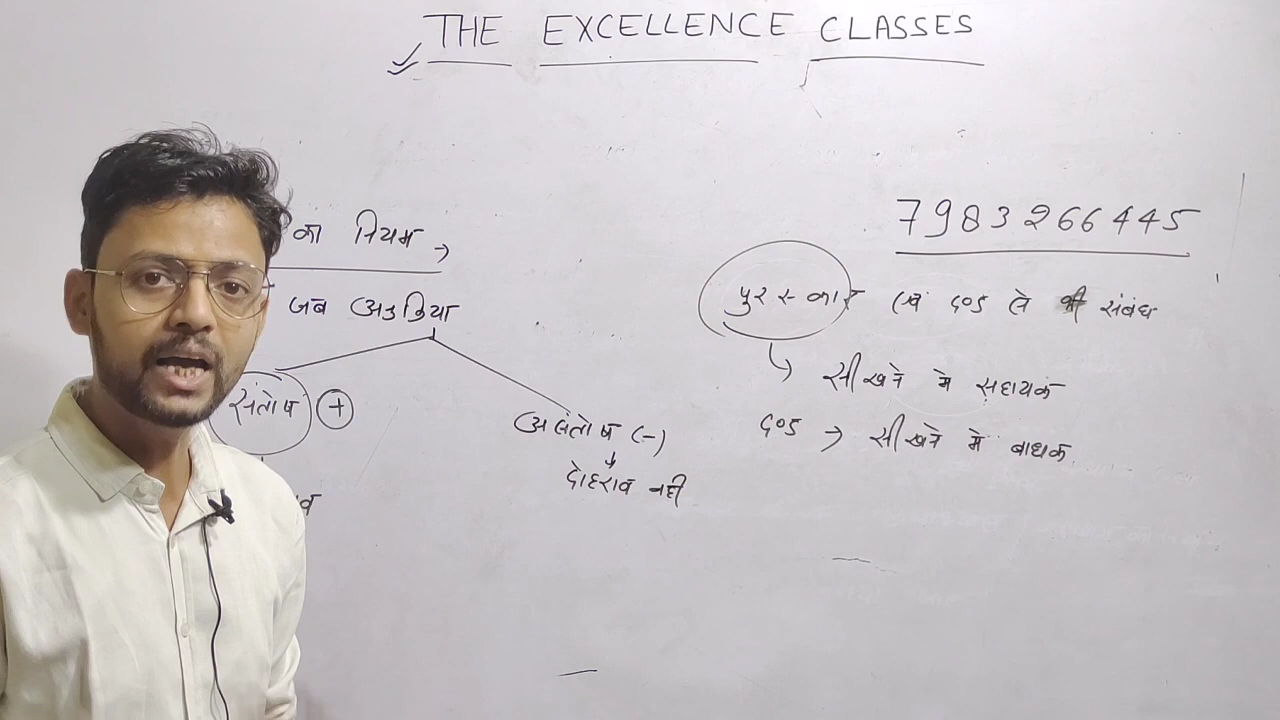 THE EXCELLENCE CLASSES
का नियम →
जब अनुक्रिया
संतोष +
असंतोष (-)
दोहराव नहीं
व
7983266445
पुरस्कार एवं दण्ड से संबंध
सीखने मे सहायक
दण्ड → सीखने मे बाधक